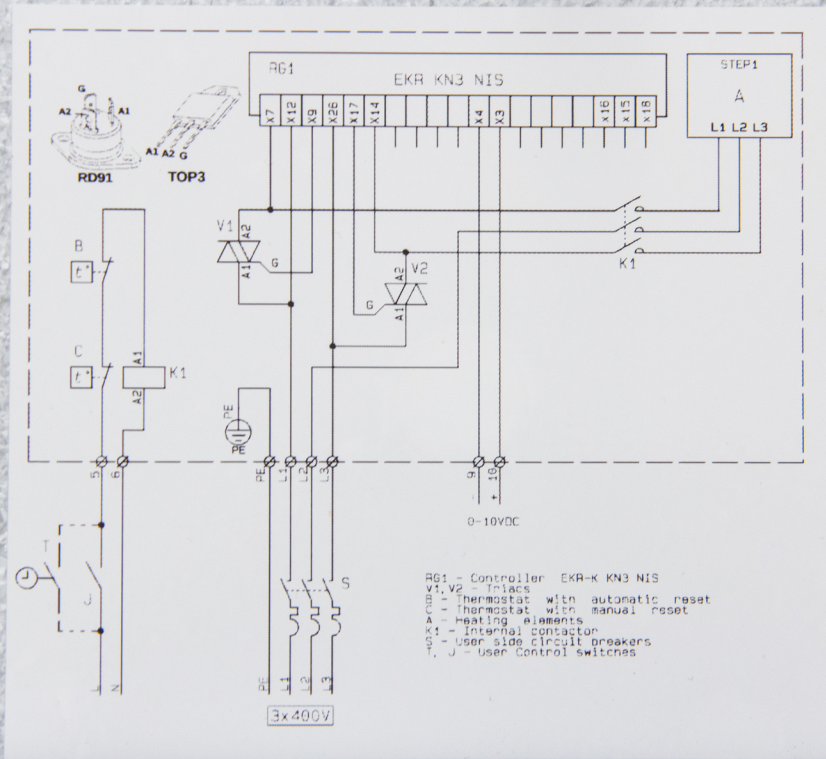 RG1
EKR KN3 NIS
STEP1
A
L1 L2 L3
X7 X12 X9 X26 X17 X14 X4 X3 X16 X15 X18
G
A2
A1
RD91
A1 A2 G
TOP3
V1
A2
A1
G
V2
A2
A1
G
K1
B
t°
C
t°
A1
K1
A2
PE
PE
5
6
PE
L1
L2
L3
9
10
-
+
0-10VDC
T
J
S
L
N
PE
L1
L2
L3
3x400V
RG1 - Controller EKR-K KN3 NIS
V1,V2 - Triacs
B - Thermostat with automatic reset
C - Thermostat with manual reset
A - Heating elements
K1 - Internal contactor
S - User side circuit breakers
T, J - User Control switches